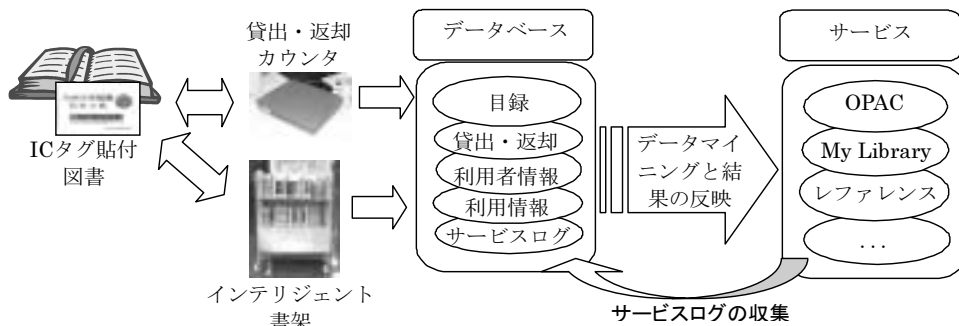 貸出・返却
カウンタ
ICタグ貼付
図書
インテリジェント
書架
データベース
目録
貸出・返却
利用者情報
利用情報
サービスログ
データマイ
ニングと結
果の反映
サービス
OPAC
My Library
レファレンス
...
サービスログの収集